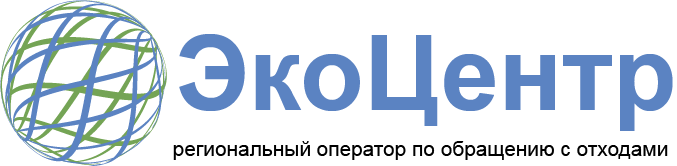 ЭкоЦентр
региональный оператор по обращению с отходами